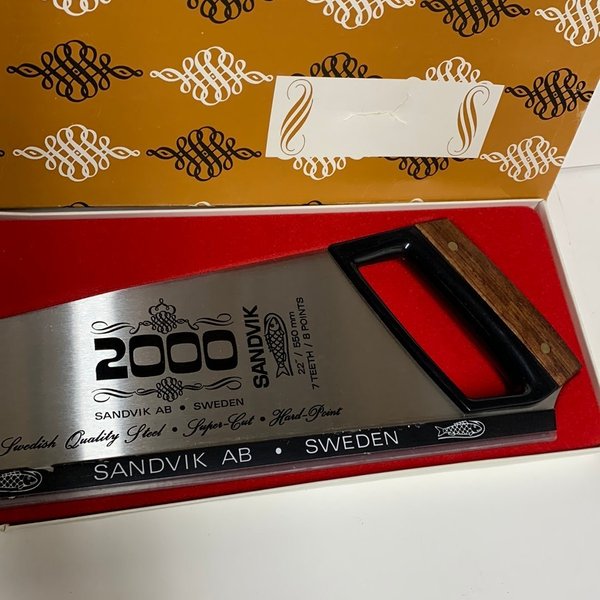 2000
SANDVIK AB • SWEDEN
SANDVIK
22" / 550 mm
7 TEETH / 8 POINTS
Swedish Quality Steel • Super-Cut • Hard-Point
SANDVIK AB • SWEDEN